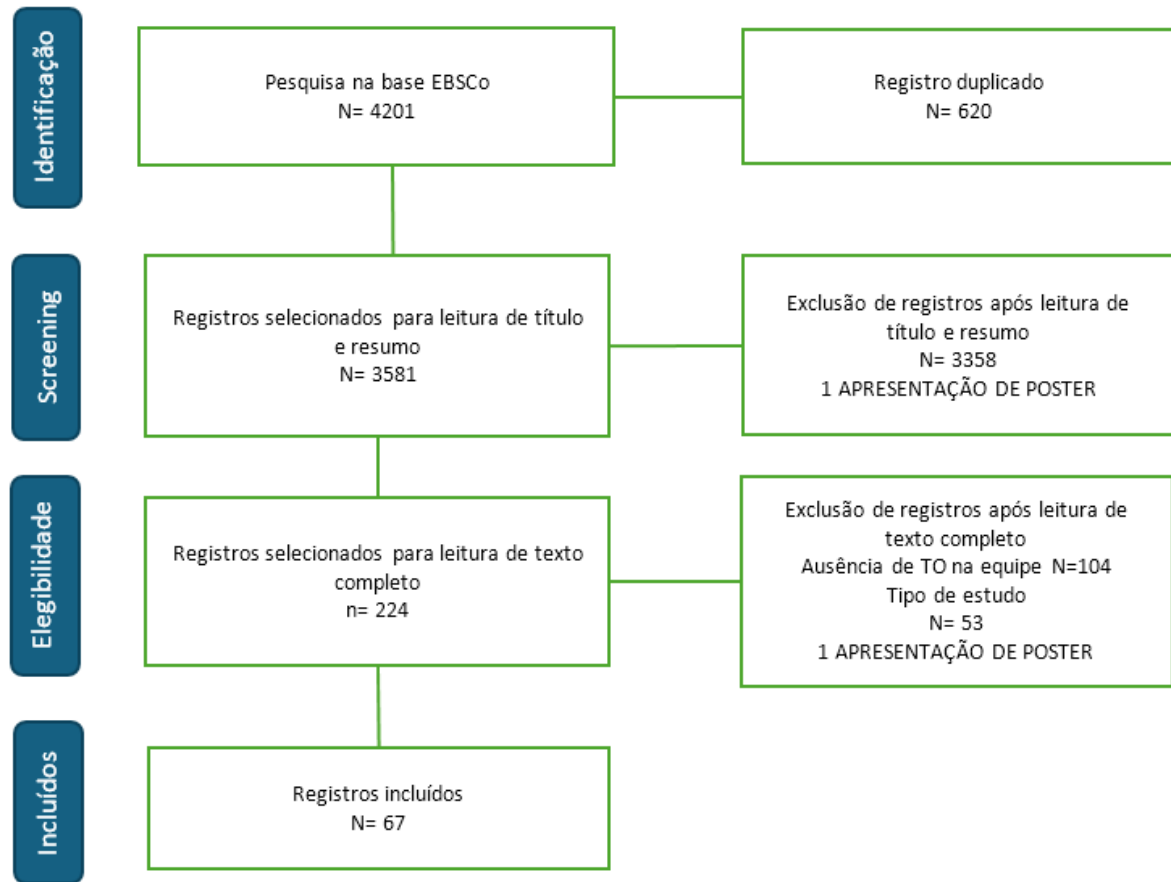 Identificação
Pesquisa na base EBSCo
N= 4201
Registro duplicado
N= 620
Screening
Registros selecionados para leitura de título
e resumo
N= 3581
Exclusão de registros após leitura de
título e resumo
N= 3358
1 APRESENTAÇÃO DE POSTER
Elegibilidade
Registros selecionados para leitura de texto
completo
n= 224
Exclusão de registros após leitura de
texto completo
Ausência de TO na equipe N=104
Tipo de estudo
N= 53
1 APRESENTAÇÃO DE POSTER
Incluídos
Registros incluídos
N= 67